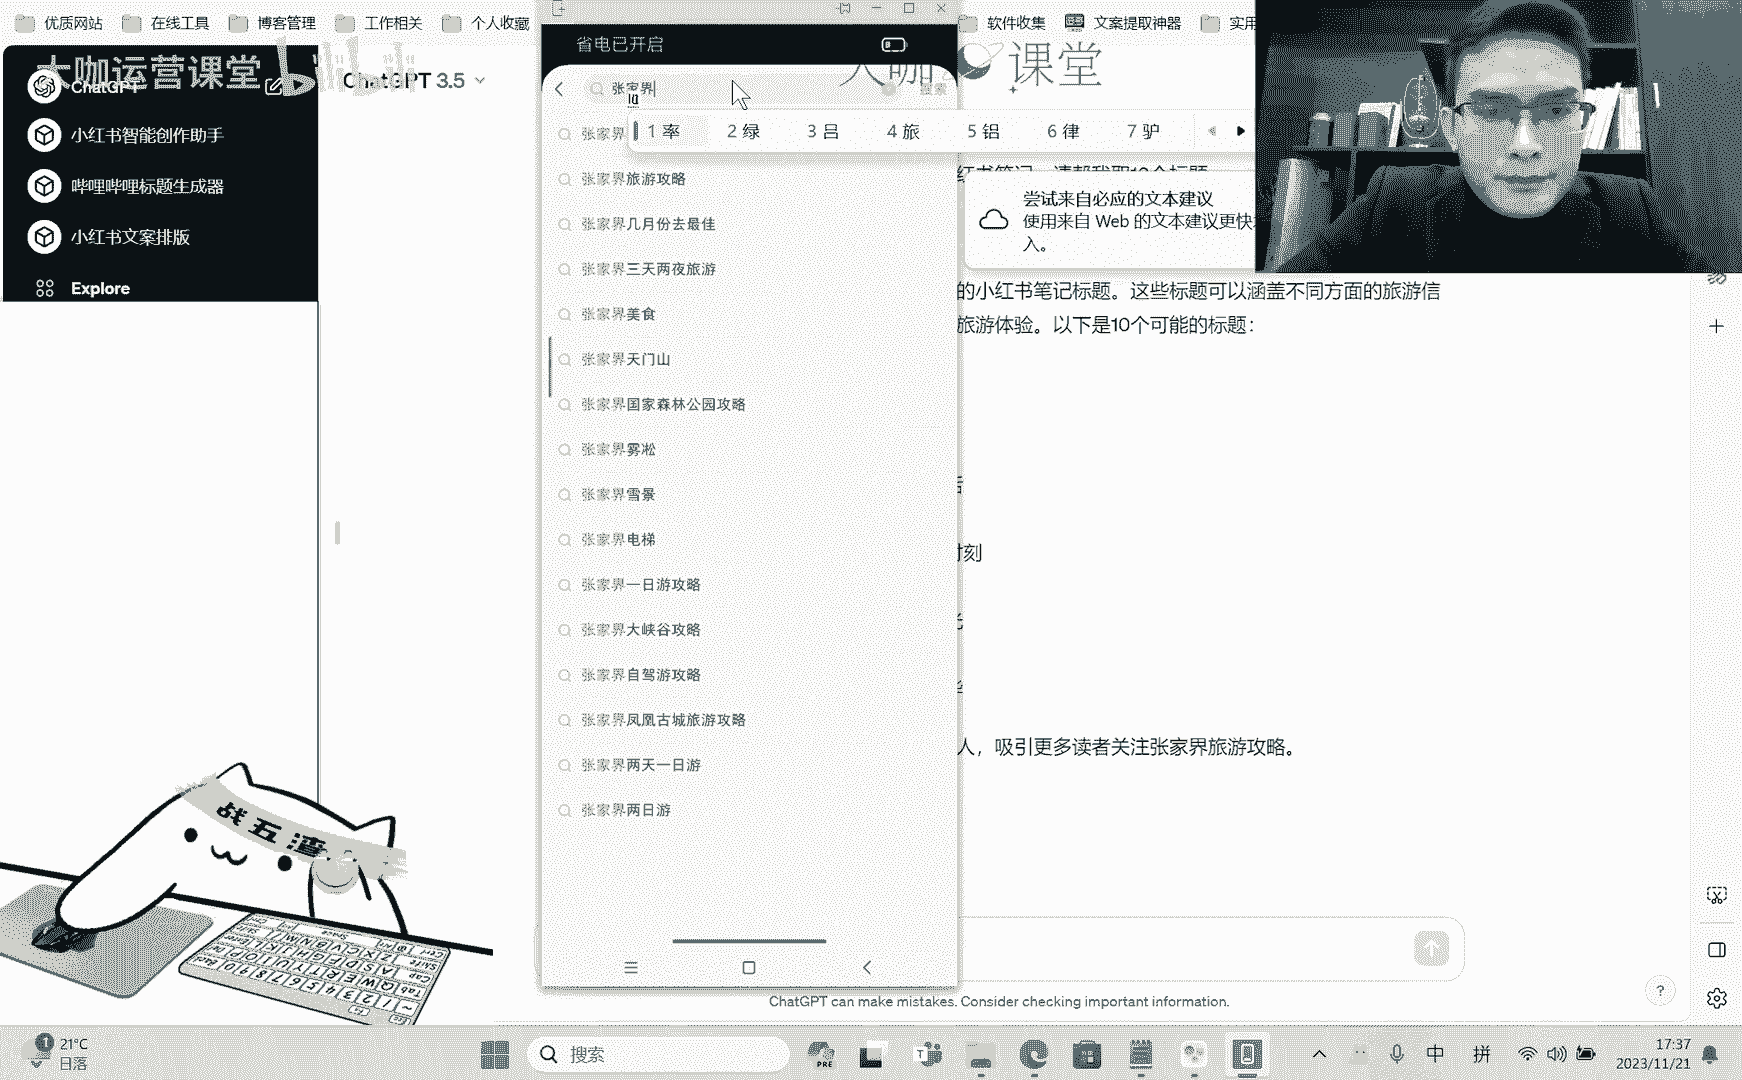 优质网站
在线工具
博客管理
工作相关
个人收藏
软件收集
文案提取神器
大咖运营课堂
ChatGPT
ChatGPT 3.5
小红书智能创作助手
哔哩哔哩标题生成器
小红书文案排版
Explore
省电已开启
课堂
张家界
搜索
1 率
2 绿
3 吕
4 旅
5 铝
6 律
7 驴
张家界
张家界旅游攻略
张家界几月份去最佳
张家界三天两夜旅游
张家界美食
张家界天门山
张家界国家森林公园攻略
张家界雾凇
张家界雪景
张家界电梯
张家界一日游攻略
张家界大峡谷攻略
张家界自驾游攻略
张家界凤凰古城旅游攻略
张家界两天一日游
张家界两日游
尝试来自必应的文本建议
使用来自 Web 的文本建议更快
入。
的小红书笔记标题。这些标题可以涵盖不同方面的旅游信
旅游体验。以下是10个可能的标题：
时刻
人，吸引更多读者关注张家界旅游攻略。
ChatGPT can make mistakes. Consider checking important information.
?
战五渣
1
21°C
日落
搜索
PRE
中
拼
17:37
2023/11/21